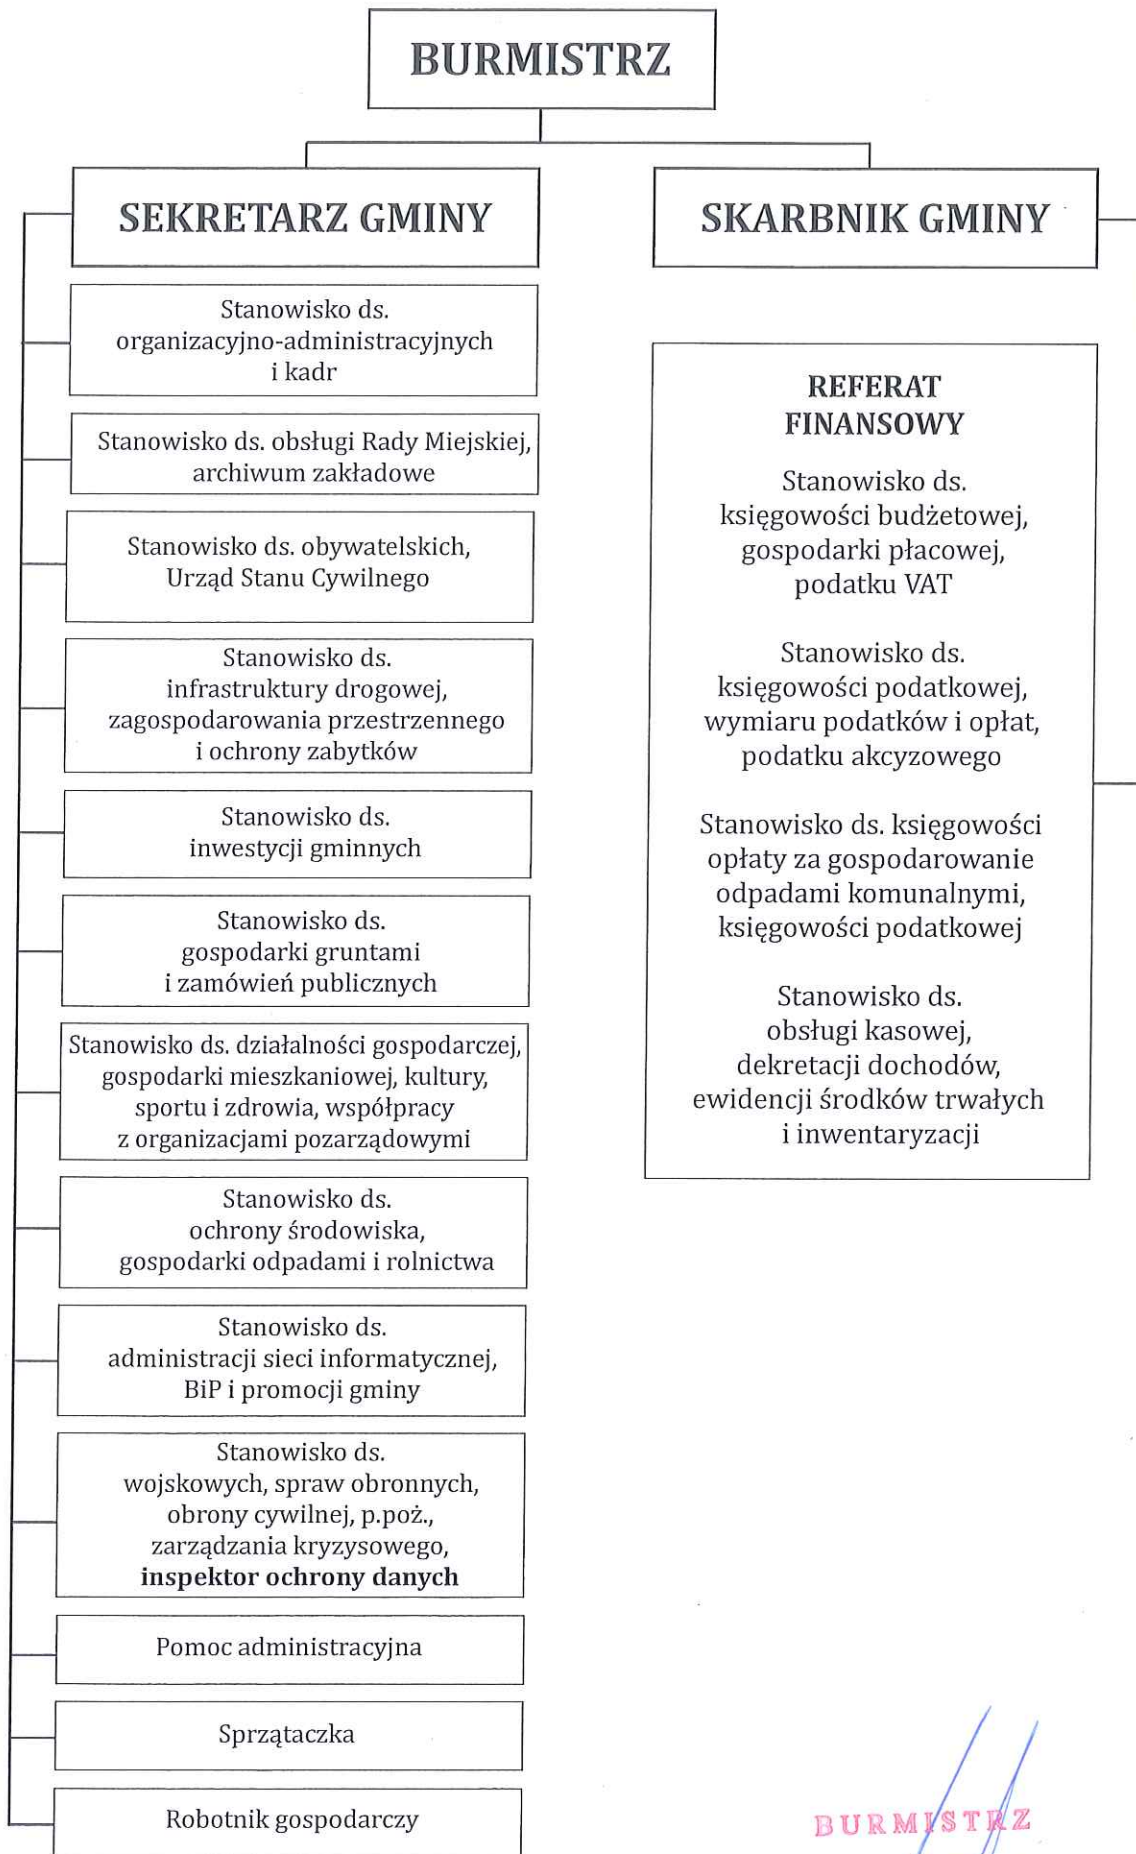 BURMISTRZ
SEKRETARZ GMINY
Stanowisko ds.
organizacyjno-administracyjnych
i kadr
Stanowisko ds. obsługi Rady Miejskiej,
archiwum zakładowe
Stanowisko ds. obywatelskich,
Urząd Stanu Cywilnego
Stanowisko ds.
infrastruktury drogowej,
zagospodarowania przestrzennego
i ochrony zabytków
Stanowisko ds.
inwestycji gminnych
Stanowisko ds.
gospodarki gruntami
i zamówień publicznych
Stanowisko ds. działalności gospodarczej,
gospodarki mieszkaniowej, kultury,
sportu i zdrowia, współpracy
z organizacjami pozarządowymi
Stanowisko ds.
ochrony środowiska,
gospodarki odpadami i rolnictwa
Stanowisko ds.
administracji sieci informatycznej,
BiP i promocji gminy
Stanowisko ds.
wojskowych, spraw obronnych,
obrony cywilnej, p.poż.,
zarządzania kryzysowego,
inspektor ochrony danych
Pomoc administracyjna
Sprzątaczka
Robotnik gospodarczy
SKARBNIK GMINY
REFERAT
FINANSOWY
Stanowisko ds.
księgowości budżetowej,
gospodarki płacowej,
podatku VAT
Stanowisko ds.
księgowości podatkowej,
wymiaru podatków i opłat,
podatku akcyzowego
Stanowisko ds. księgowości
opłaty za gospodarowanie
odpadami komunalnymi,
księgowości podatkowej
Stanowisko ds.
obsługi kasowej,
dekretacji dochodów,
ewidencji środków trwałych
i inwentaryzacji
BURMISTRZ